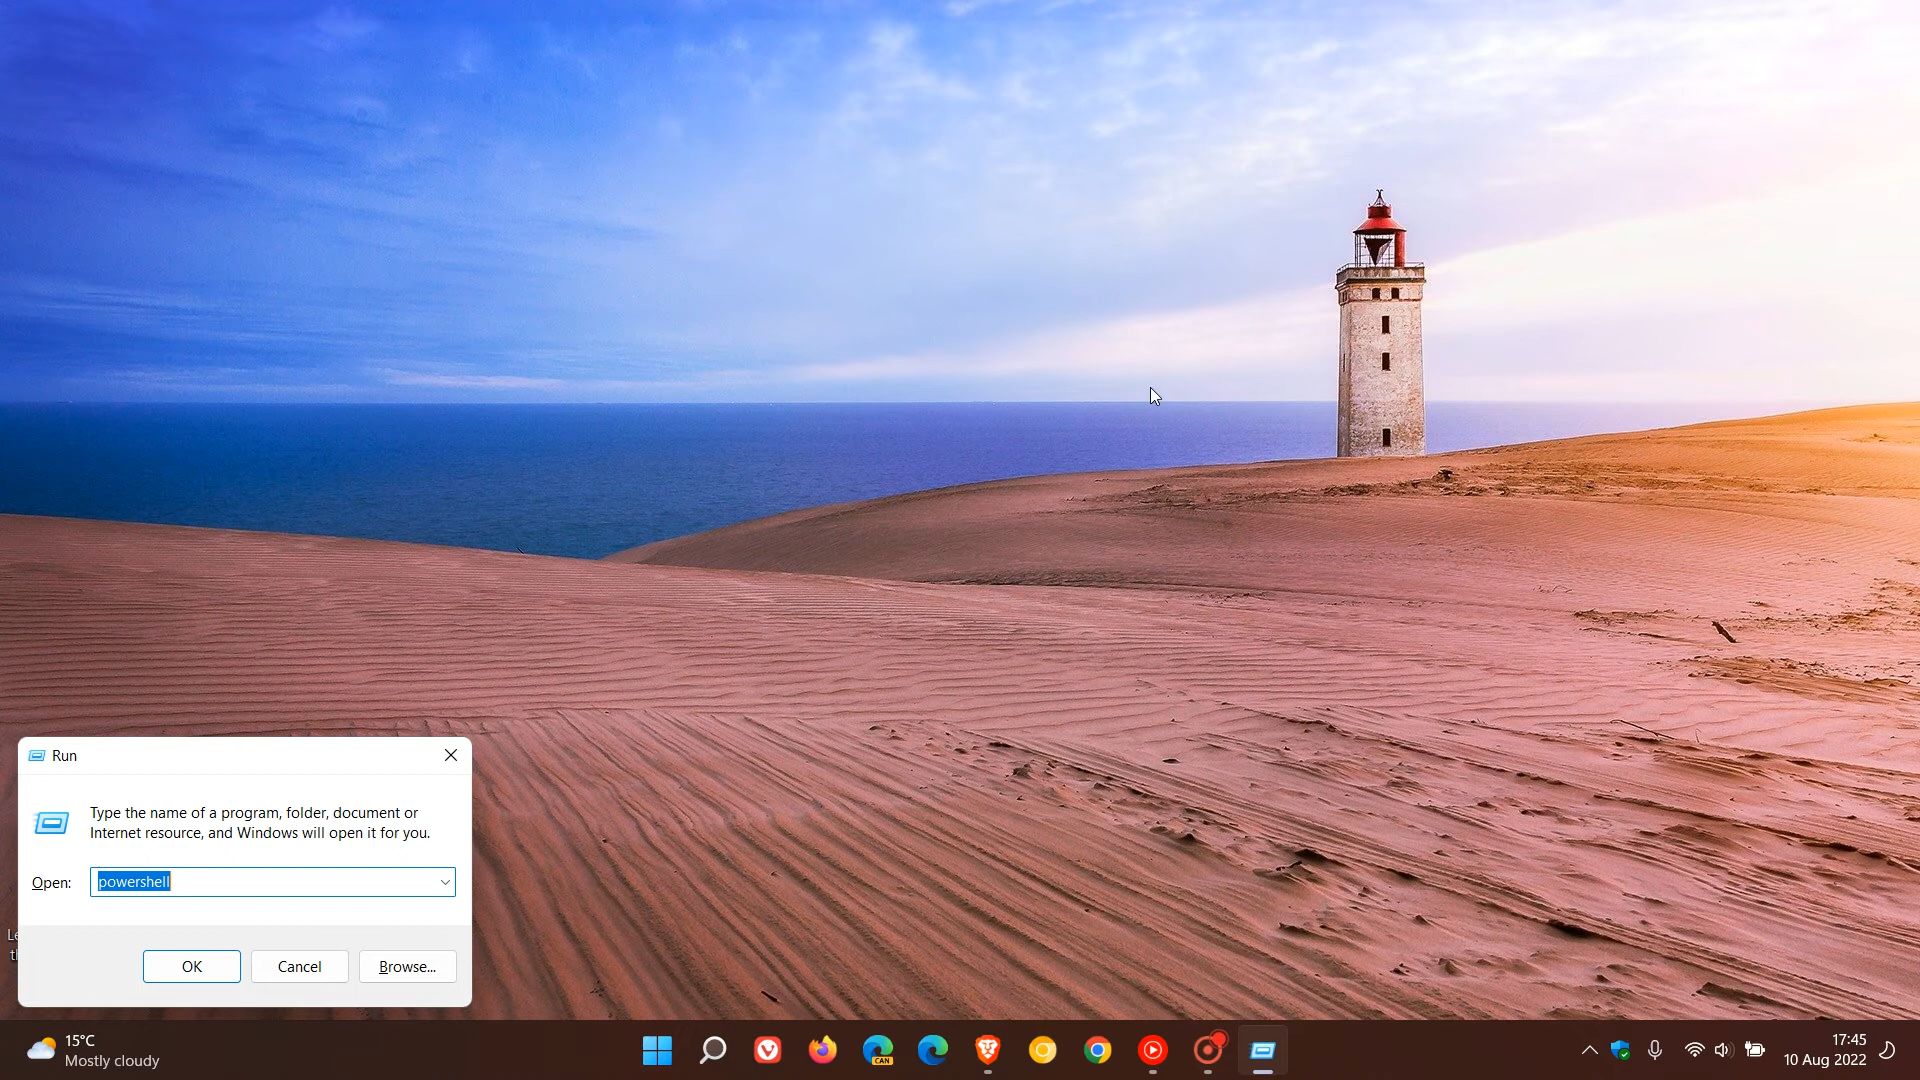 Run
Type the name of a program, folder, document or
Internet resource, and Windows will open it for you.
Open:
powershell
OK
Cancel
Browse...
15°C
Mostly cloudy
CAN
17:45
10 Aug 2022